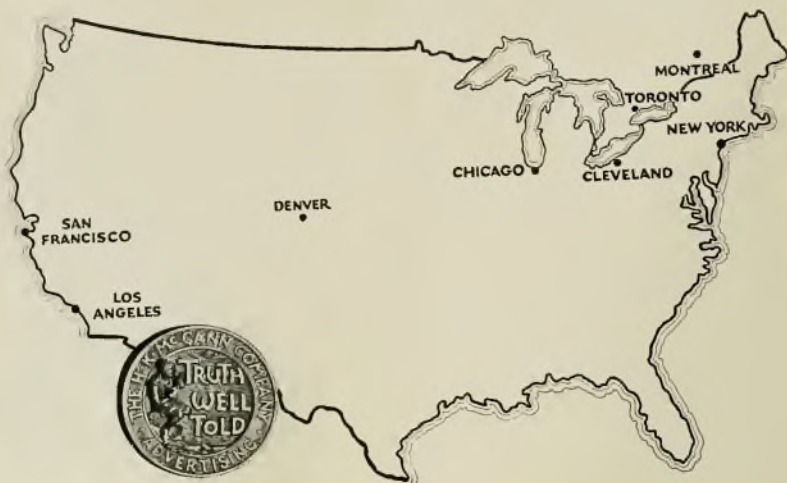 MONTREAL
TORONTO
NEW YORK
CHICAGO
CLEVELAND
DENVER
SAN
FRANCISCO
LOS
ANGELES
THE H.K. McCANN COMPANY
TRUTH
WELL
TOLD
ADVERTISING